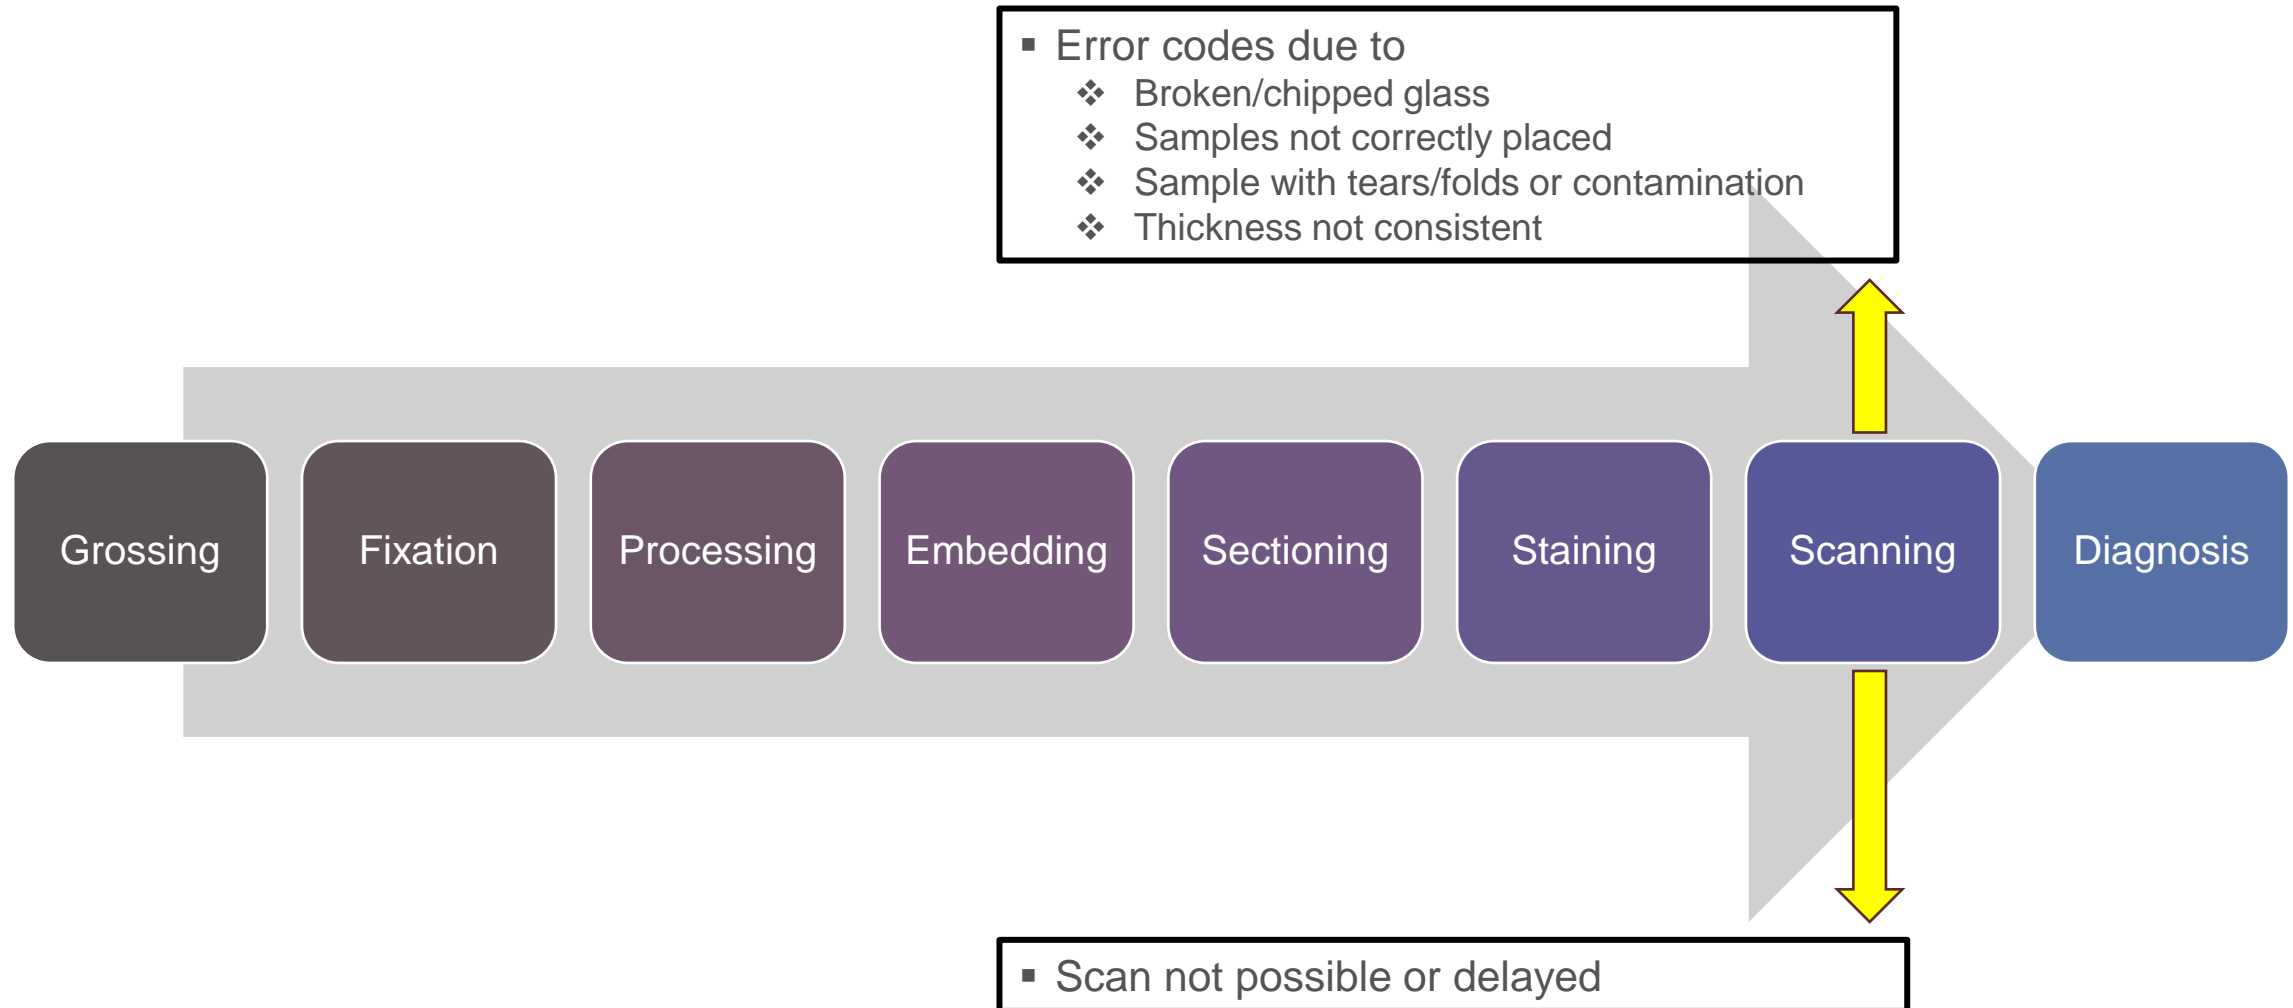 ▪ Error codes due to
❖ Broken/chipped glass
❖ Samples not correctly placed
❖ Sample with tears/folds or contamination
❖ Thickness not consistent
Grossing
Fixation
Processing
Embedding
Sectioning
Staining
Scanning
Diagnosis
▪ Scan not possible or delayed